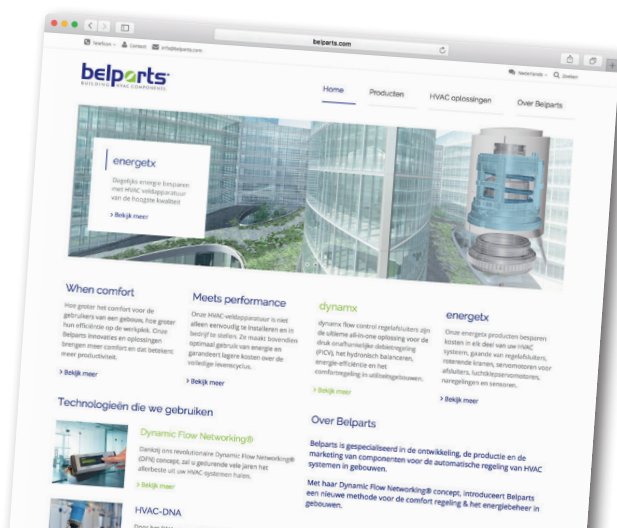 belparts.com
Telefoon
Contact
info@belparts.com
Nederlands
Zoeken
belparts
BUILDING HVAC COMPONENTS
Home
Producten
HVAC oplossingen
Over Belparts
energetx
Dagelijks energie besparen
met HVAC veldapparatuur
van de hoogste kwaliteit
> Bekijk meer
When comfort
Hoe groter het comfort voor de
gebruikers van een gebouw, hoe groter
hun efficiëntie op de werkplek. Onze
Belparts innovaties en oplossingen
brengen meer comfort en dat betekent
meer productiviteit.
> Bekijk meer
Meets performance
Onze HVAC-veldapparatuur is niet
alleen eenvoudig te installeren en in
bedrijf te stellen. Ze maakt bovendien
optimaal gebruik van energie en
garandeert lagere kosten over de
volledige levenscyclus.
> Bekijk meer
dynamx
dynamx flow control regelafsluiters zijn
de ultieme all-in-one oplossing voor de
druk onafhankelijke debietregeling
(PICV), het hydronisch balanceren,
energie-efficiëntie en het
comfortregeling in utiliteitsgebouwen.
> Bekijk meer
energetx
Onze energetx producten besparen
kosten in elk deel van uw HVAC
systeem, gaande van regelafsluiters,
roterende kranen, servomotoren voor
afsluiters, luchtklepservomotores,
naregelingen en sensoren.
> Bekijk meer
Technologieën die we gebruiken
Dynamic Flow Networking®
Dankzij ons revolutionaire Dynamic Flow Networking®
(DFN) concept, zal u gedurende vele jaren het
allerbeste uit uw HVAC-systemen halen.
> Bekijk meer
HVAC-DNA
Over Belparts
Belparts is gespecialiseerd in de ontwikkeling, de productie en de
marketing van componenten voor de automatische regeling van HVAC
systemen in gebouwen.
Met haar Dynamic Flow Networking® concept, introduceert Belparts
een nieuwe methode voor de comfort regeling & het energiebeheer in
gebouwen.